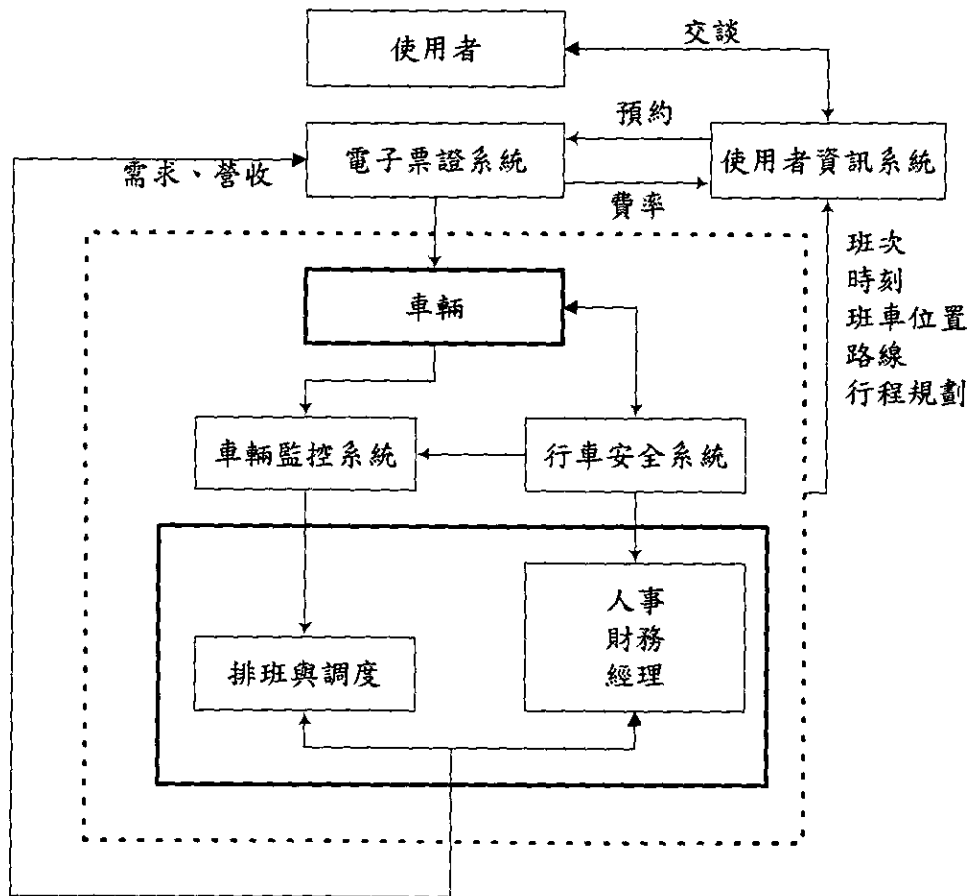 使用者
交談
預約
電子票證系統
使用者資訊系統
需求、營收
費率
班次
時刻
班車位置
路線
行程規劃
車輛
車輛監控系統
行車安全系統
人事
財務
經理
排班與調度